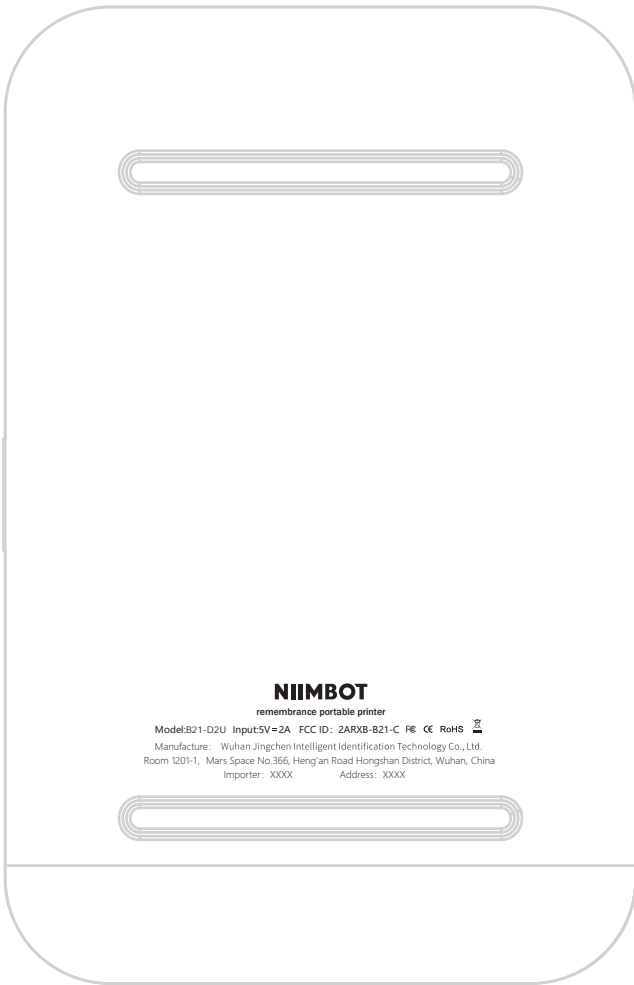 NIIMBOT
remembrance portable printer
Model:B21-D2U Input:5V=2A FCC ID: 2ARXB-B21-C FC CE RoHS
Manufacture: Wuhan Jingchen Intelligent Identification Technology Co., Ltd.
Room 1201-1, Mars Space No.366, Heng'an Road Hongshan District, Wuhan, China
Importer: XXXX Address: XXXX